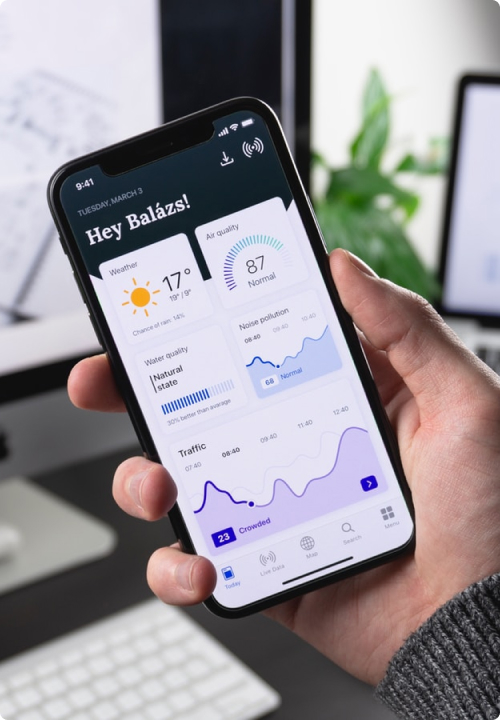 9:41
TUESDAY, MARCH 3
Hey Balázs!
Weather
17°
19° / 9°
Chance of rain: 14%
Air quality
87
Normal
Water quality
Natural
state
30% better than average
Noise pollution
08:40 09:40 10:40
68 Normal
Traffic
07:40 08:40 09:40 11:40 12:40
23 Crowded
Today Live Data Map Search Menu